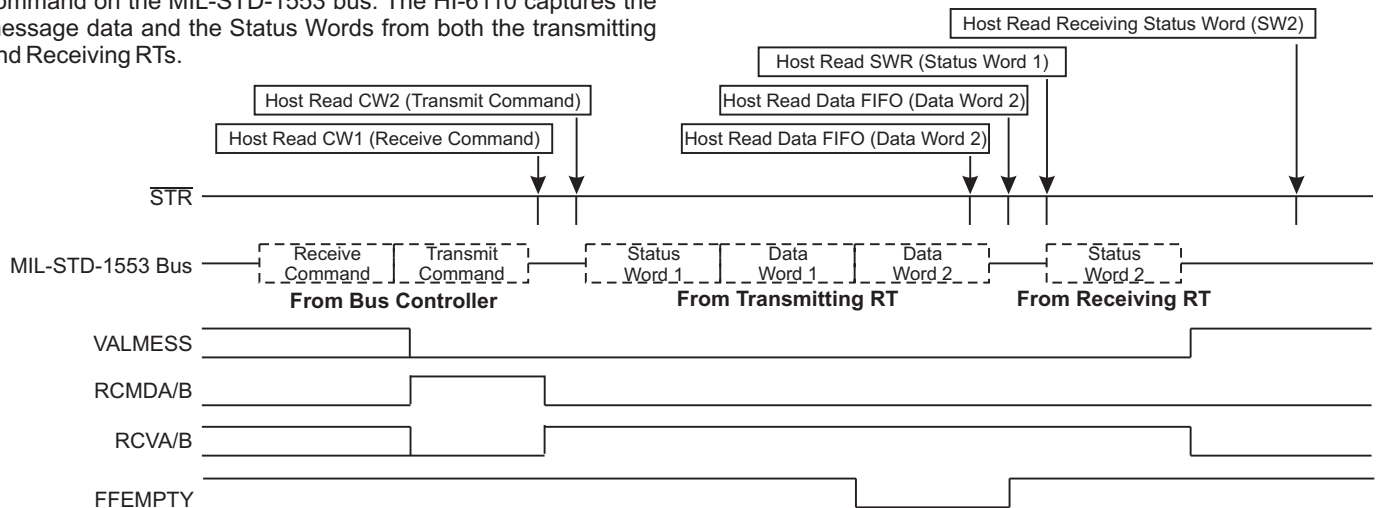 command on the MIL-STD-1553 bus. The HI-6110 captures the
message data and the Status Words from both the transmitting
and Receiving RTs.
Host Read Receiving Status Word (SW2)
Host Read SWR (Status Word 1)
Host Read CW2 (Transmit Command)
Host Read Data FIFO (Data Word 2)
Host Read CW1 (Receive Command)
Host Read Data FIFO (Data Word 2)
STR
MIL-STD-1553 Bus
Receive Command
Transmit Command
Status Word 1
Data Word 1
Data Word 2
Status Word 2
From Bus Controller
From Transmitting RT
From Receiving RT
VALMESS
RCMDA/B
RCVA/B
FFEMPTY